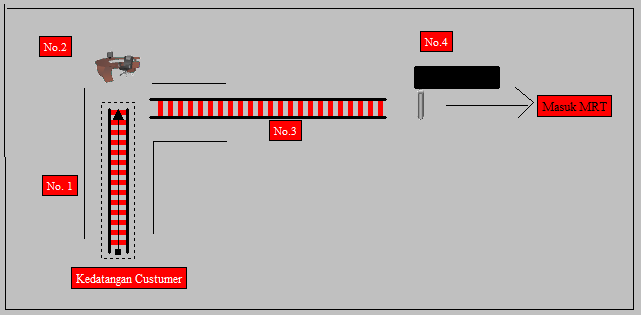 No.2
No.4
Masuk MRT
No.3
No. 1
Kedatangan Custumer